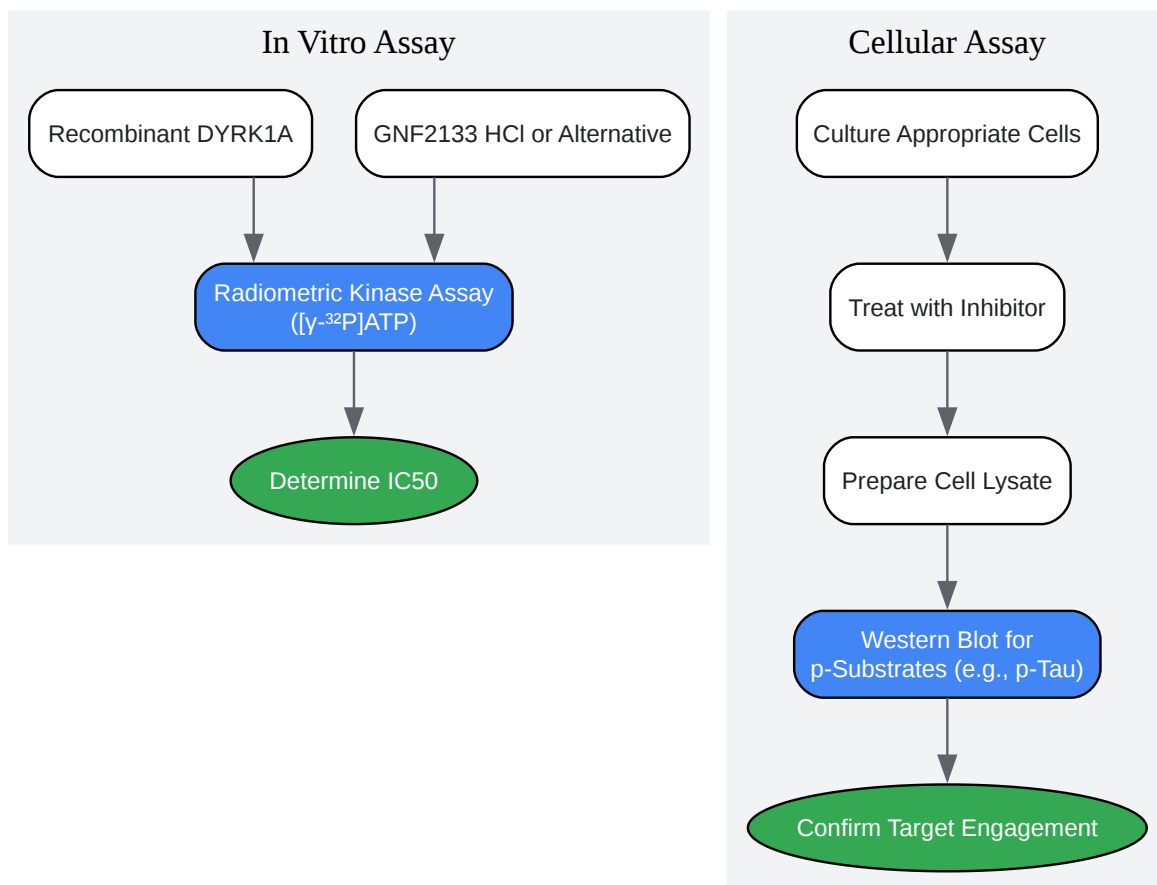 In Vitro Assay
Recombinant DYRK1A
GNF2133 HCl or Alternative
Radiometric Kinase Assay
([γ-³²P]ATP)
Determine IC50
Cellular Assay
Culture Appropriate Cells
Treat with Inhibitor
Prepare Cell Lysate
Western Blot for
p-Substrates (e.g., p-Tau)
Confirm Target Engagement